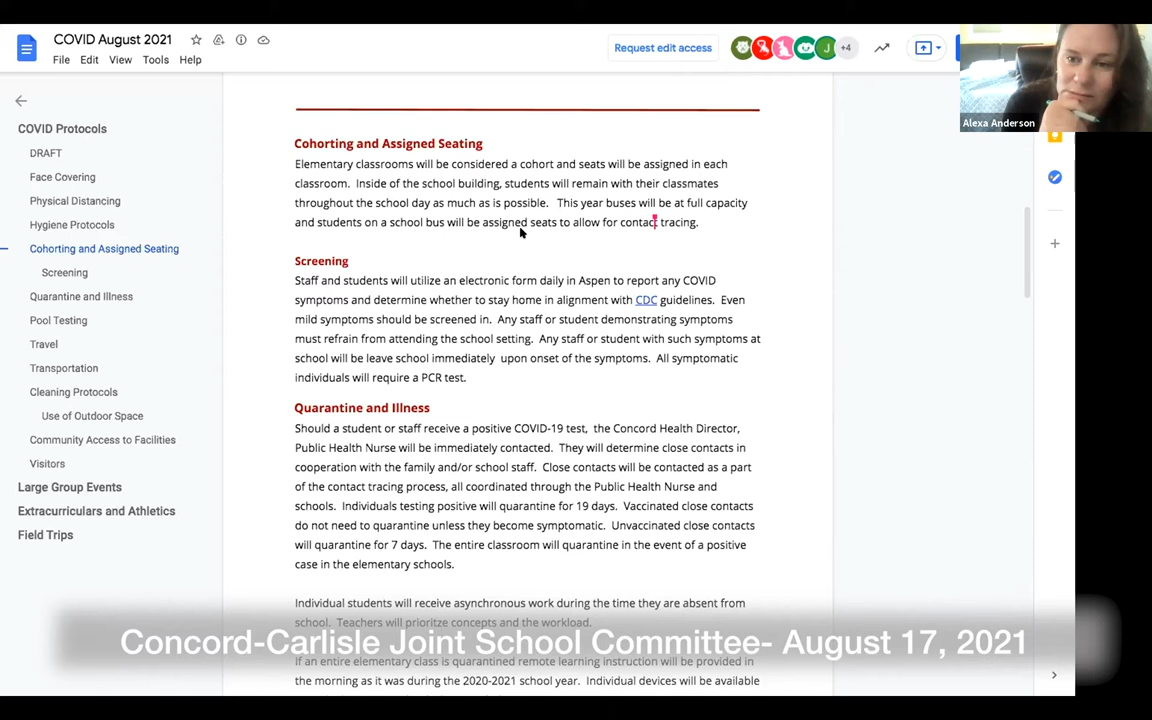 COVID August 2021
File Edit View Tools Help
Request edit access
J
+4
Alexa Anderson
COVID Protocols
DRAFT
Face Covering
Physical Distancing
Hygiene Protocols
Cohorting and Assigned Seating
Screening
Quarantine and Illness
Pool Testing
Travel
Transportation
Cleaning Protocols
Use of Outdoor Space
Community Access to Facilities
Visitors
Large Group Events
Extracurriculars and Athletics
Field Trips
Cohorting and Assigned Seating
Elementary classrooms will be considered a cohort and seats will be assigned in each
classroom. Inside of the school building, students will remain with their classmates
throughout the school day as much as is possible. This year buses will be at full capacity
and students on a school bus will be assigned seats to allow for contact tracing.
Screening
Staff and students will utilize an electronic form daily in Aspen to report any COVID
symptoms and determine whether to stay home in alignment with CDC guidelines. Even
mild symptoms should be screened in. Any staff or student demonstrating symptoms
must refrain from attending the school setting. Any staff or student with such symptoms at
school will be leave school immediately upon onset of the symptoms. All symptomatic
individuals will require a PCR test.
Quarantine and Illness
Should a student or staff receive a positive COVID-19 test, the Concord Health Director,
Public Health Nurse will be immediately contacted. They will determine close contacts in
cooperation with the family and/or school staff. Close contacts will be contacted as a part
of the contact tracing process, all coordinated through the Public Health Nurse and
schools. Individuals testing positive will quarantine for 19 days. Vaccinated close contacts
do not need to quarantine unless they become symptomatic. Unvaccinated close contacts
will quarantine for 7 days. The entire classroom will quarantine in the event of a positive
case in the elementary schools.
Individual students will receive asynchronous work during the time they are absent from
school. Teachers will prioritize concepts and the workload.
Concord-Carlisle Joint School Committee- August 17, 2021
If an entire elementary class is quarantined remote learning instruction will be provided in
the morning as it was during the 2020-2021 school year. Individual devices will be available